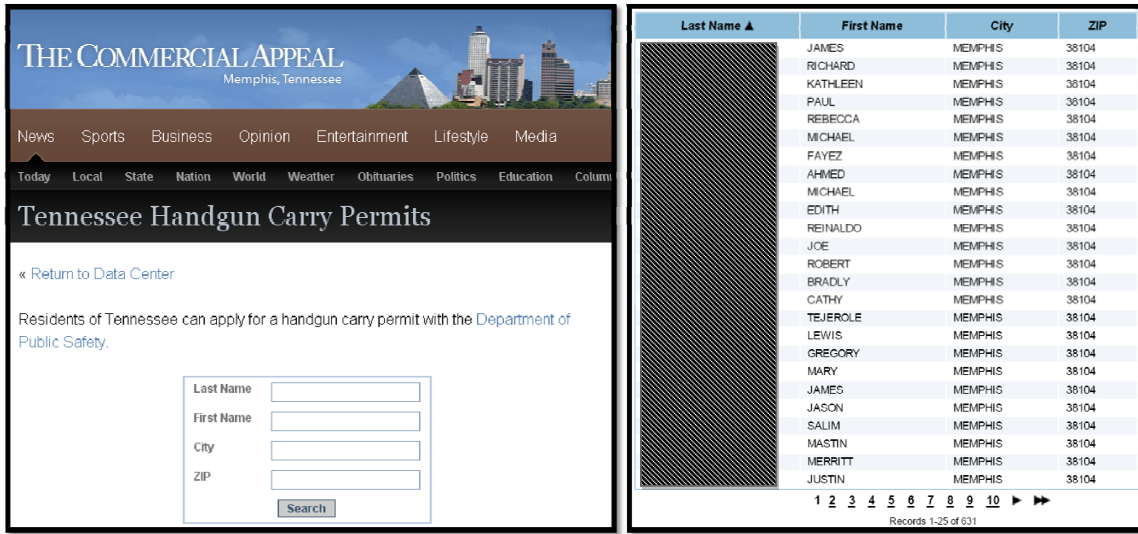 THE COMMERCIAL APPEAL
Memphis, Tennessee
News Sports Business Opinion Entertainment Lifestyle Media
Today Local State Nation World Weather Obituaries Politics Education
Tennessee Handgun Carry Permits
« Return to Data Center
Residents of Tennessee can apply for a handgun carry permit with the Department of
Public Safety.
Last Name
First Name
City
ZIP
Search
Last Name ▲ First Name City ZIP
JAMES MEMPHIS 38104
RICHARD MEMPHIS 38104
KATHLEEN MEMPHIS 38104
PAUL MEMPHIS 38104
REBECCA MEMPHIS 38104
MICHAEL MEMPHIS 38104
FAYEZ MEMPHIS 38104
AHMED MEMPHIS 38104
MICHAEL MEMPHIS 38104
EDITH MEMPHIS 38104
REINALDO MEMPHIS 38104
JOE MEMPHIS 38104
ROBERT MEMPHIS 38104
BRADLY MEMPHIS 38104
CATHY MEMPHIS 38104
TEJEROLE MEMPHIS 38104
LEWIS MEMPHIS 38104
GREGORY MEMPHIS 38104
MARY MEMPHIS 38104
JAMES MEMPHIS 38104
JASON MEMPHIS 38104
SALIM MEMPHIS 38104
MASTIN MEMPHIS 38104
MERRITT MEMPHIS 38104
JUSTIN MEMPHIS 38104
1 2 3 4 5 6 7 8 9 10
Records 1-25 of 631